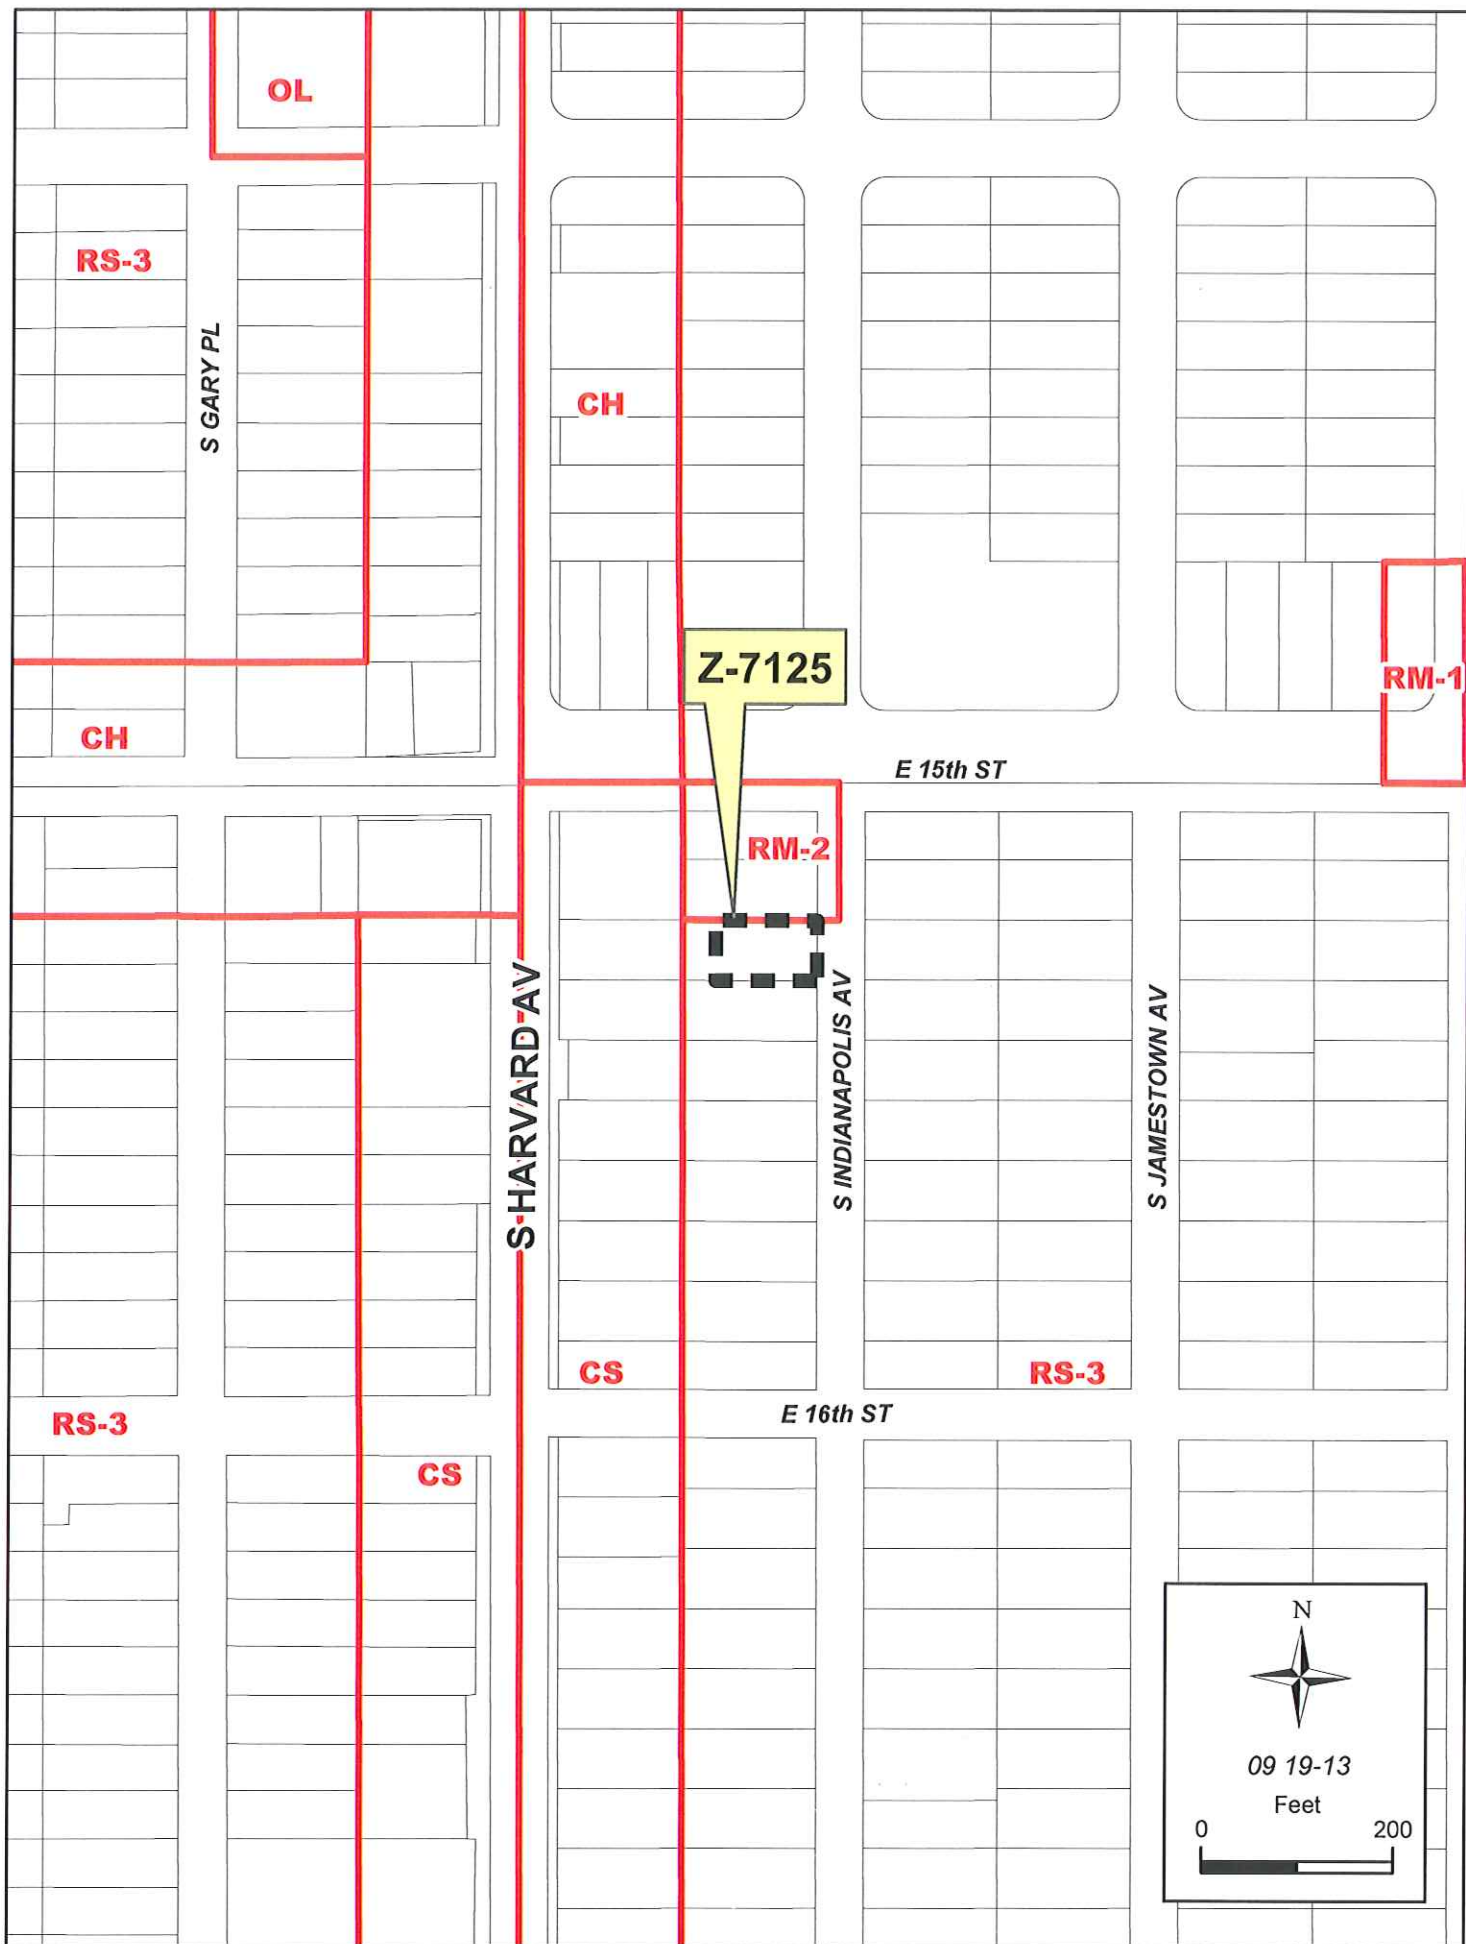 OL
RS-3
S GARY PL
CH
Z-7125
RM-1
CH
E 15th ST
RM-2
S HARVARD AV
S INDIANAPOLIS AV
S JAMESTOWN AV
CS
RS-3
E 16th ST
RS-3
CS
N
09 19-13
Feet
0 200